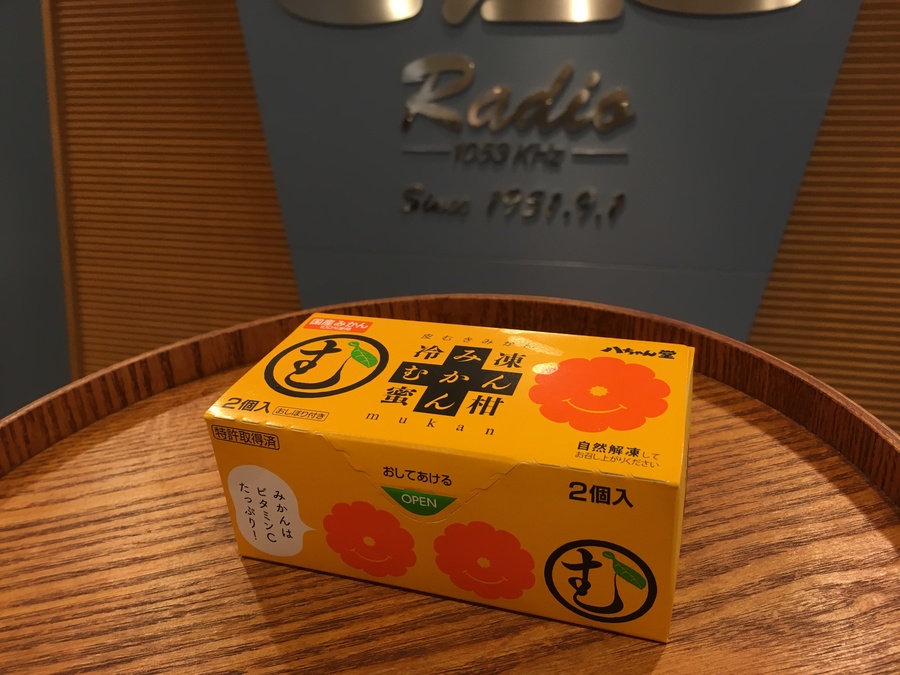 Radio
1053 KHz
Since 1931.9.1
国産みかん
皮むきみかん
む
冷 み 凍
むかん
蜜 ん 柑
mukan
八ちゃん堂
2個入 おしぼり付き
自然解凍して
お召し上がりください
特許取得済
みかんは
ビタミンC
たっぷり!
おしてあける
OPEN
2個入
む